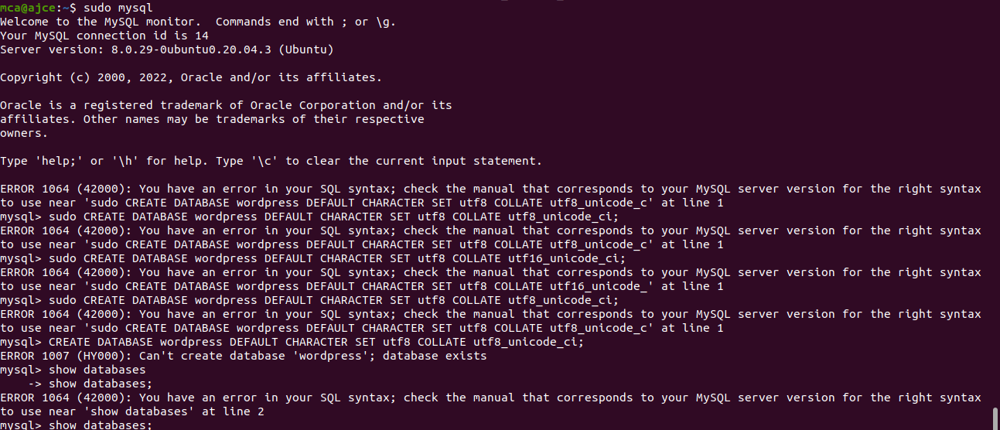 mca@ajce:~$ sudo mysql
Welcome to the MySQL monitor.  Commands end with ; or \g.
Your MySQL connection id is 14
Server version: 8.0.29-0ubuntu0.20.04.3 (Ubuntu)
Copyright (c) 2000, 2022, Oracle and/or its affiliates.
Oracle is a registered trademark of Oracle Corporation and/or its
affiliates. Other names may be trademarks of their respective
owners.
Type 'help;' or '\h' for help. Type '\c' to clear the current input statement.
ERROR 1064 (42000): You have an error in your SQL syntax; check the manual that corresponds to your MySQL server version for the right syntax
to use near 'sudo CREATE DATABASE wordpress DEFAULT CHARACTER SET utf8 COLLATE utf8_unicode_c' at line 1
mysql> sudo CREATE DATABASE wordpress DEFAULT CHARACTER SET utf8 COLLATE utf8_unicode_ci;
ERROR 1064 (42000): You have an error in your SQL syntax; check the manual that corresponds to your MySQL server version for the right syntax
to use near 'sudo CREATE DATABASE wordpress DEFAULT CHARACTER SET utf8 COLLATE utf8_unicode_c' at line 1
mysql> sudo CREATE DATABASE wordpress DEFAULT CHARACTER SET utf8 COLLATE utf16_unicode_ci;
ERROR 1064 (42000): You have an error in your SQL syntax; check the manual that corresponds to your MySQL server version for the right syntax
to use near 'sudo CREATE DATABASE wordpress DEFAULT CHARACTER SET utf8 COLLATE utf16_unicode_' at line 1
mysql> sudo CREATE DATABASE wordpress DEFAULT CHARACTER SET utf8 COLLATE utf8_unicode_ci;
ERROR 1064 (42000): You have an error in your SQL syntax; check the manual that corresponds to your MySQL server version for the right syntax
to use near 'sudo CREATE DATABASE wordpress DEFAULT CHARACTER SET utf8 COLLATE utf8_unicode_c' at line 1
mysql> CREATE DATABASE wordpress DEFAULT CHARACTER SET utf8 COLLATE utf8_unicode_ci;
ERROR 1007 (HY000): Can't create database 'wordpress'; database exists
mysql> show databases
    -> show databases;
ERROR 1064 (42000): You have an error in your SQL syntax; check the manual that corresponds to your MySQL server version for the right syntax
to use near 'show databases' at line 2
mysql> show databases;